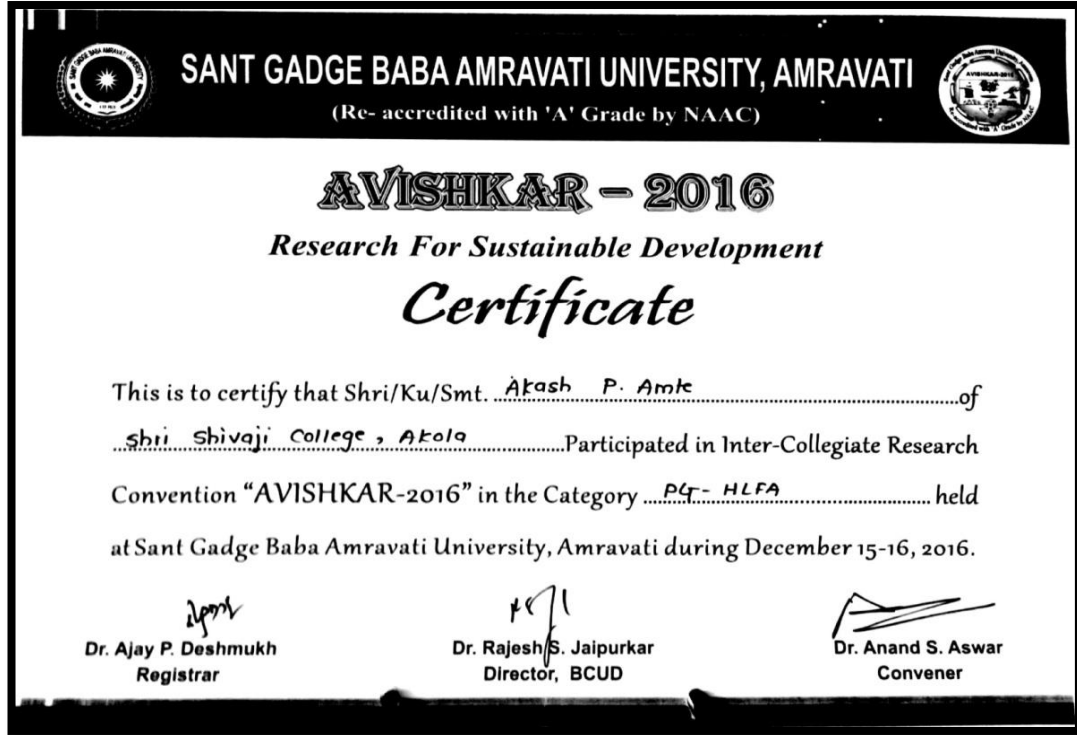 SANT GADGE BABA AMRAVATI UNIVERSITY, AMRAVATI
(Re- accredited with 'A' Grade by NAAC)
AVISHKAR-2016
AVISHKAR – 2016
Research For Sustainable Development
Certificate
This is to certify that Shri/Ku/Smt. Akash P. Amte of
Shri Shivaji College, Akola Participated in Inter-Collegiate Research
Convention “AVISHKAR-2016” in the Category PG- HLFA held
at Sant Gadge Baba Amravati University, Amravati during December 15-16, 2016.
Dr. Ajay P. Deshmukh
Registrar
Dr. Rajesh S. Jaipurkar
Director, BCUD
Dr. Anand S. Aswar
Convener